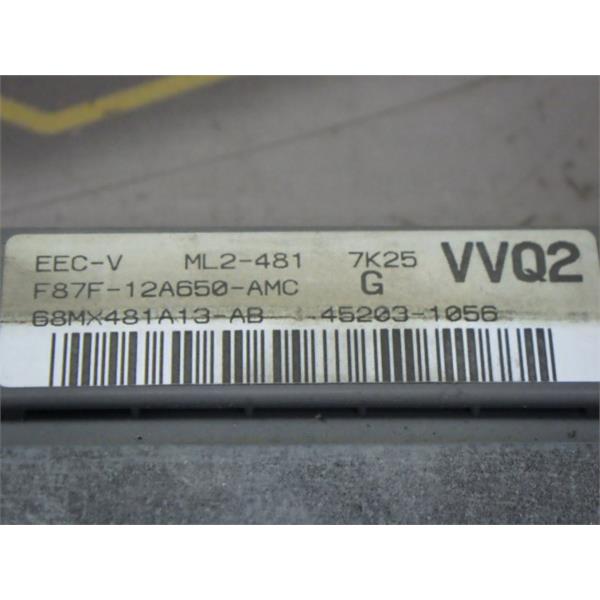 EEC-V ML2-481 7K25 VVQ2
F87F-12A650-AMC G
68MX481A13-AB 45203-1056